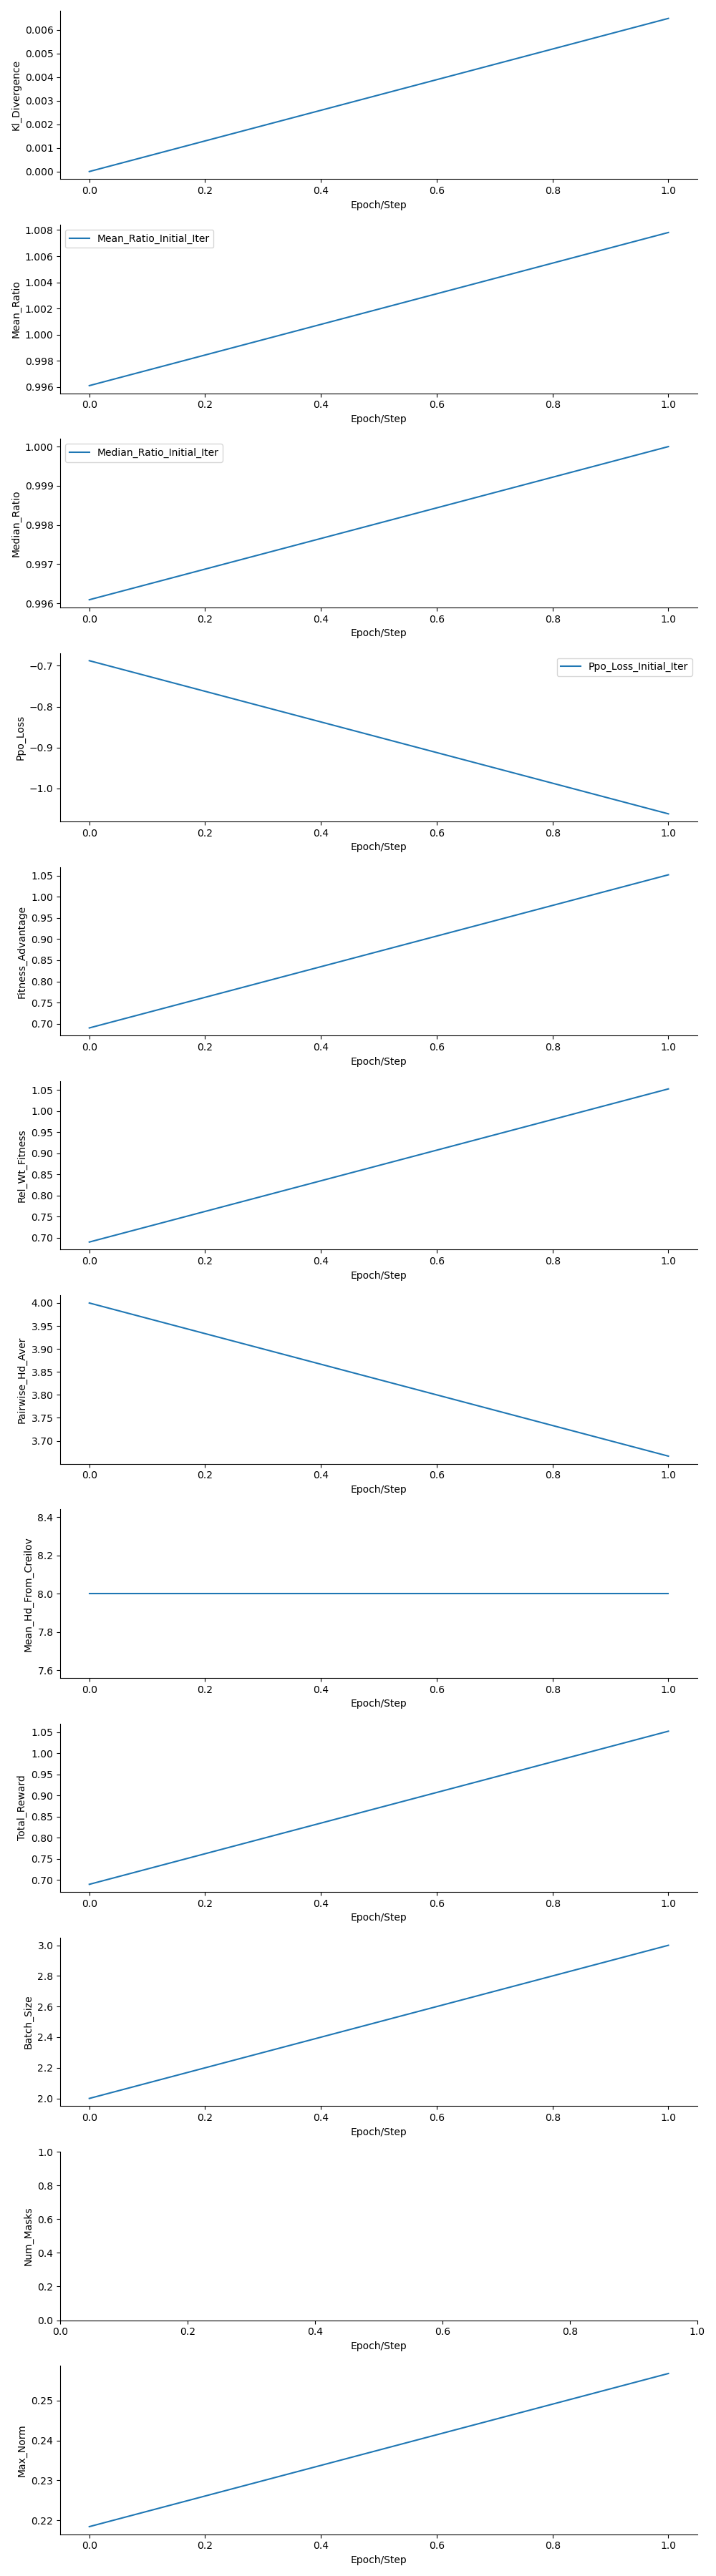 Kl_Divergence
0.006
0.005
0.004
0.003
0.002
0.001
0.000
0.0 0.2 0.4 0.6 0.8 1.0
Epoch/Step
Mean_Ratio_Initial_Iter
Mean_Ratio
1.008
1.006
1.004
1.002
1.000
0.998
0.996
0.0 0.2 0.4 0.6 0.8 1.0
Epoch/Step
Median_Ratio_Initial_Iter
Median_Ratio
1.000
0.999
0.998
0.997
0.996
0.0 0.2 0.4 0.6 0.8 1.0
Epoch/Step
Ppo_Loss_Initial_Iter
Ppo_Loss
−0.7
−0.8
−0.9
−1.0
0.0 0.2 0.4 0.6 0.8 1.0
Epoch/Step
Fitness_Advantage
1.05
1.00
0.95
0.90
0.85
0.80
0.75
0.70
0.0 0.2 0.4 0.6 0.8 1.0
Epoch/Step
Rel_Wt_Fitness
1.05
1.00
0.95
0.90
0.85
0.80
0.75
0.70
0.0 0.2 0.4 0.6 0.8 1.0
Epoch/Step
Pairwise_Hd_Aver
4.00
3.95
3.90
3.85
3.80
3.75
3.70
0.0 0.2 0.4 0.6 0.8 1.0
Epoch/Step
Mean_Hd_From_Creilov
8.4
8.2
8.0
7.8
7.6
0.0 0.2 0.4 0.6 0.8 1.0
Epoch/Step
Total_Reward
1.05
1.00
0.95
0.90
0.85
0.80
0.75
0.70
0.0 0.2 0.4 0.6 0.8 1.0
Epoch/Step
Batch_Size
3.0
2.8
2.6
2.4
2.2
2.0
0.0 0.2 0.4 0.6 0.8 1.0
Epoch/Step
Num_Masks
1.0
0.8
0.6
0.4
0.2
0.0
0.0 0.2 0.4 0.6 0.8 1.0
Epoch/Step
Max_Norm
0.25
0.24
0.23
0.22
0.0 0.2 0.4 0.6 0.8 1.0
Epoch/Step